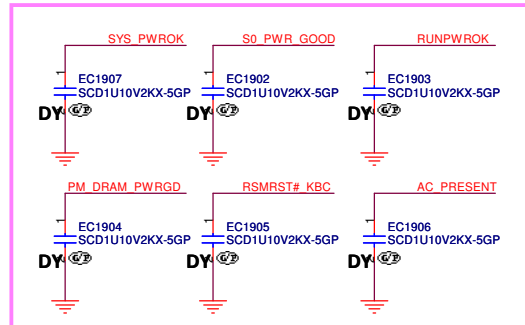 SYS_PWROK S0_PWR_GOOD RUNPWROK
1 1 1
EC1907 EC1902 EC1903
SCD1U10V2KX-5GP SCD1U10V2KX-5GP SCD1U10V2KX-5GP
DY DY DY
PM_DRAM_PWRGD RSMRST#_KBC AC_PRESENT
1 1 1
EC1904 EC1905 EC1906
SCD1U10V2KX-5GP SCD1U10V2KX-5GP SCD1U10V2KX-5GP
DY DY DY